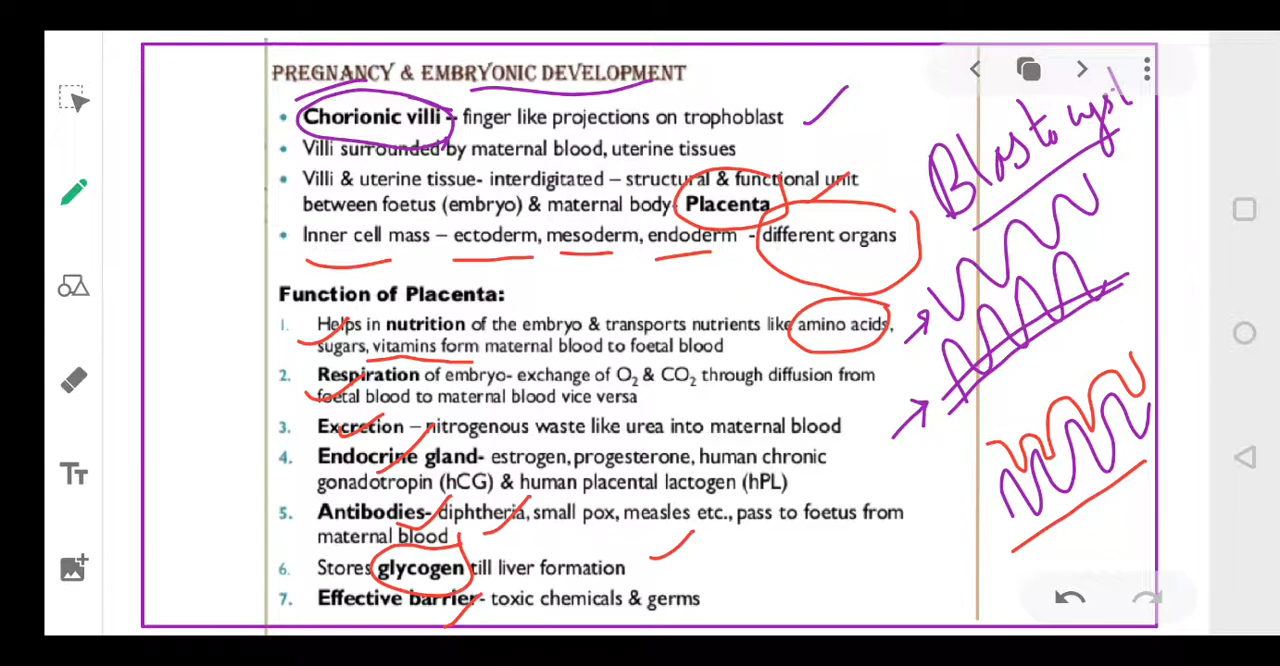 PREGNANCY & EMBRYONIC DEVELOPMENT
• Chorionic villi - finger like projections on trophoblast
• Villi surrounded by maternal blood, uterine tissues
• Villi & uterine tissue- interdigitated – structural & functional unit
between foetus (embryo) & maternal body- Placenta
• Inner cell mass – ectoderm, mesoderm, endoderm - different organs
Function of Placenta:
1. Helps in nutrition of the embryo & transports nutrients like amino acids,
sugars, vitamins form maternal blood to foetal blood
2. Respiration of embryo- exchange of O₂ & CO₂ through diffusion from
foetal blood to maternal blood vice versa
3. Excretion – nitrogenous waste like urea into maternal blood
4. Endocrine gland- estrogen, progesterone, human chronic
gonadotropin (hCG) & human placental lactogen (hPL)
5. Antibodies- diphtheria, small pox, measles etc., pass to foetus from
maternal blood
6. Stores glycogen till liver formation
7. Effective barrier- toxic chemicals & germs
Blastocyst
TT